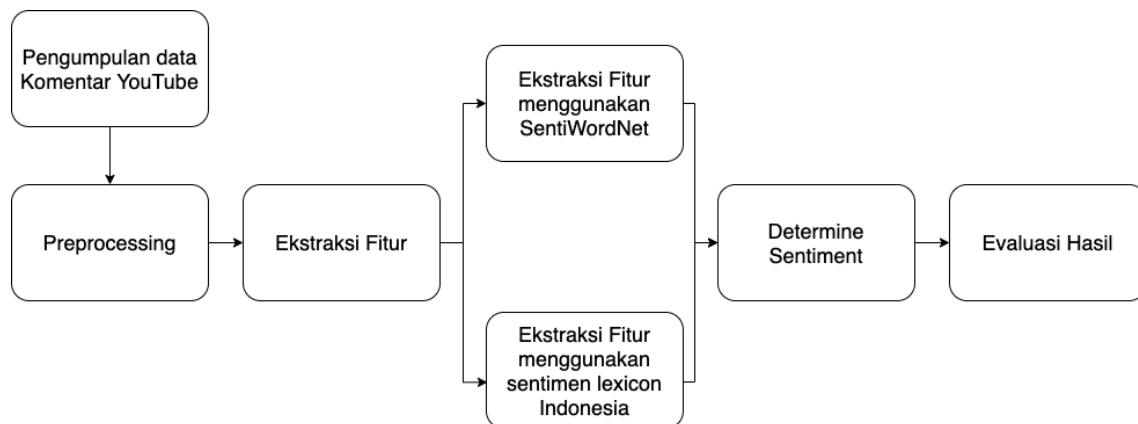 Pengumpulan data
Komentar YouTube
Preprocessing
Ekstraksi Fitur
Ekstraksi Fitur
menggunakan
SentiWordNet
Ekstraksi Fitur
menggunakan
sentimen lexicon
Indonesia
Determine
Sentiment
Evaluasi Hasil